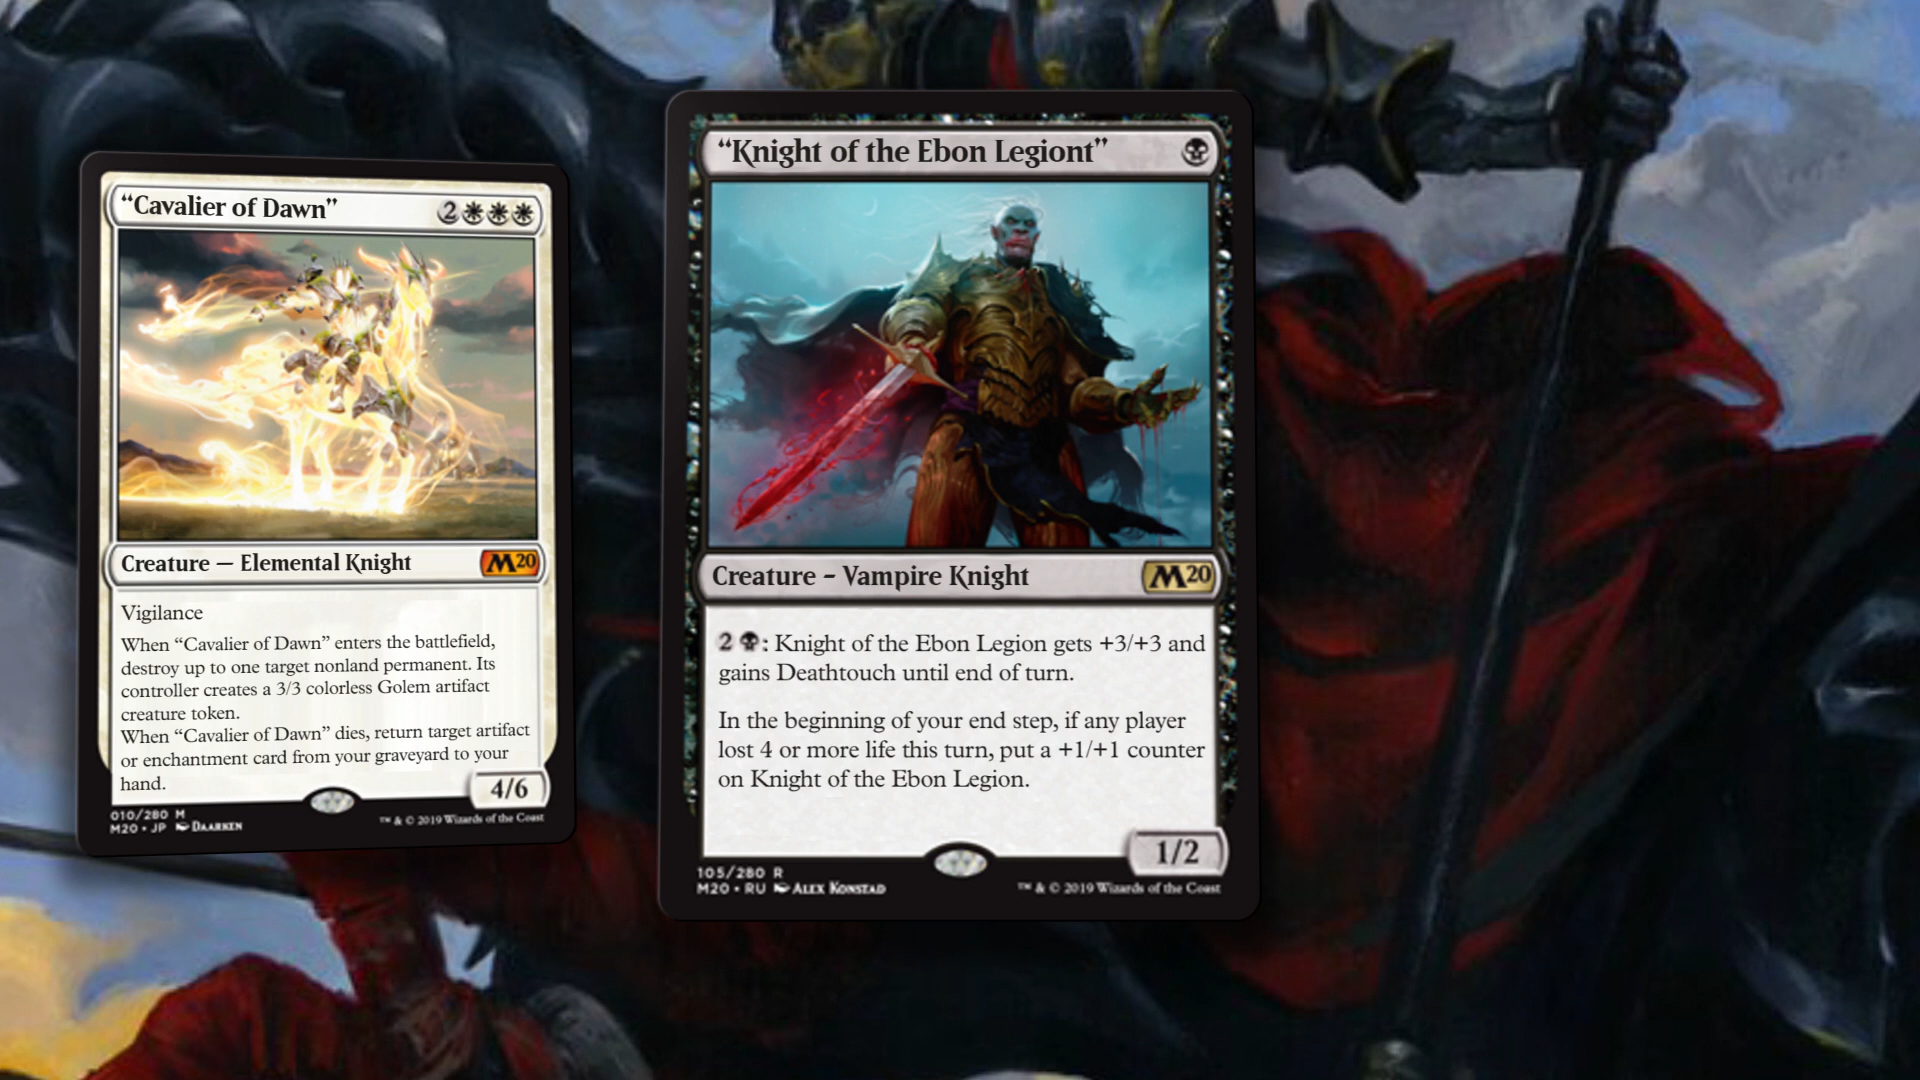 “Cavalier of Dawn” 2
Creature — Elemental Knight M20
Vigilance
When “Cavalier of Dawn” enters the battlefield,
destroy up to one target nonland permanent. Its
controller creates a 3/3 colorless Golem artifact
creature token.
When “Cavalier of Dawn” dies, return target artifact
or enchantment card from your graveyard to your
hand.
4/6
010/280 M
M20 • JP DAARKEN ™ & © 2019 Wizards of the Coast
“Knight of the Ebon Legiont”
Creature - Vampire Knight M20
2 : Knight of the Ebon Legion gets +3/+3 and
gains Deathtouch until end of turn.
In the beginning of your end step, if any player
lost 4 or more life this turn, put a +1/+1 counter
on Knight of the Ebon Legion.
1/2
105/280 R
M20 • RU ALEX KONSTAD ™ & © 2019 Wizards of the Coast